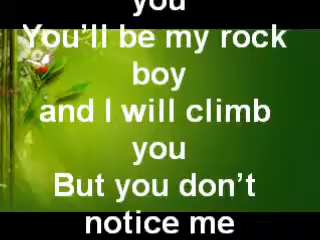 you
You’ll be my rock
boy
and I will climb
you
But you don’t
notice me